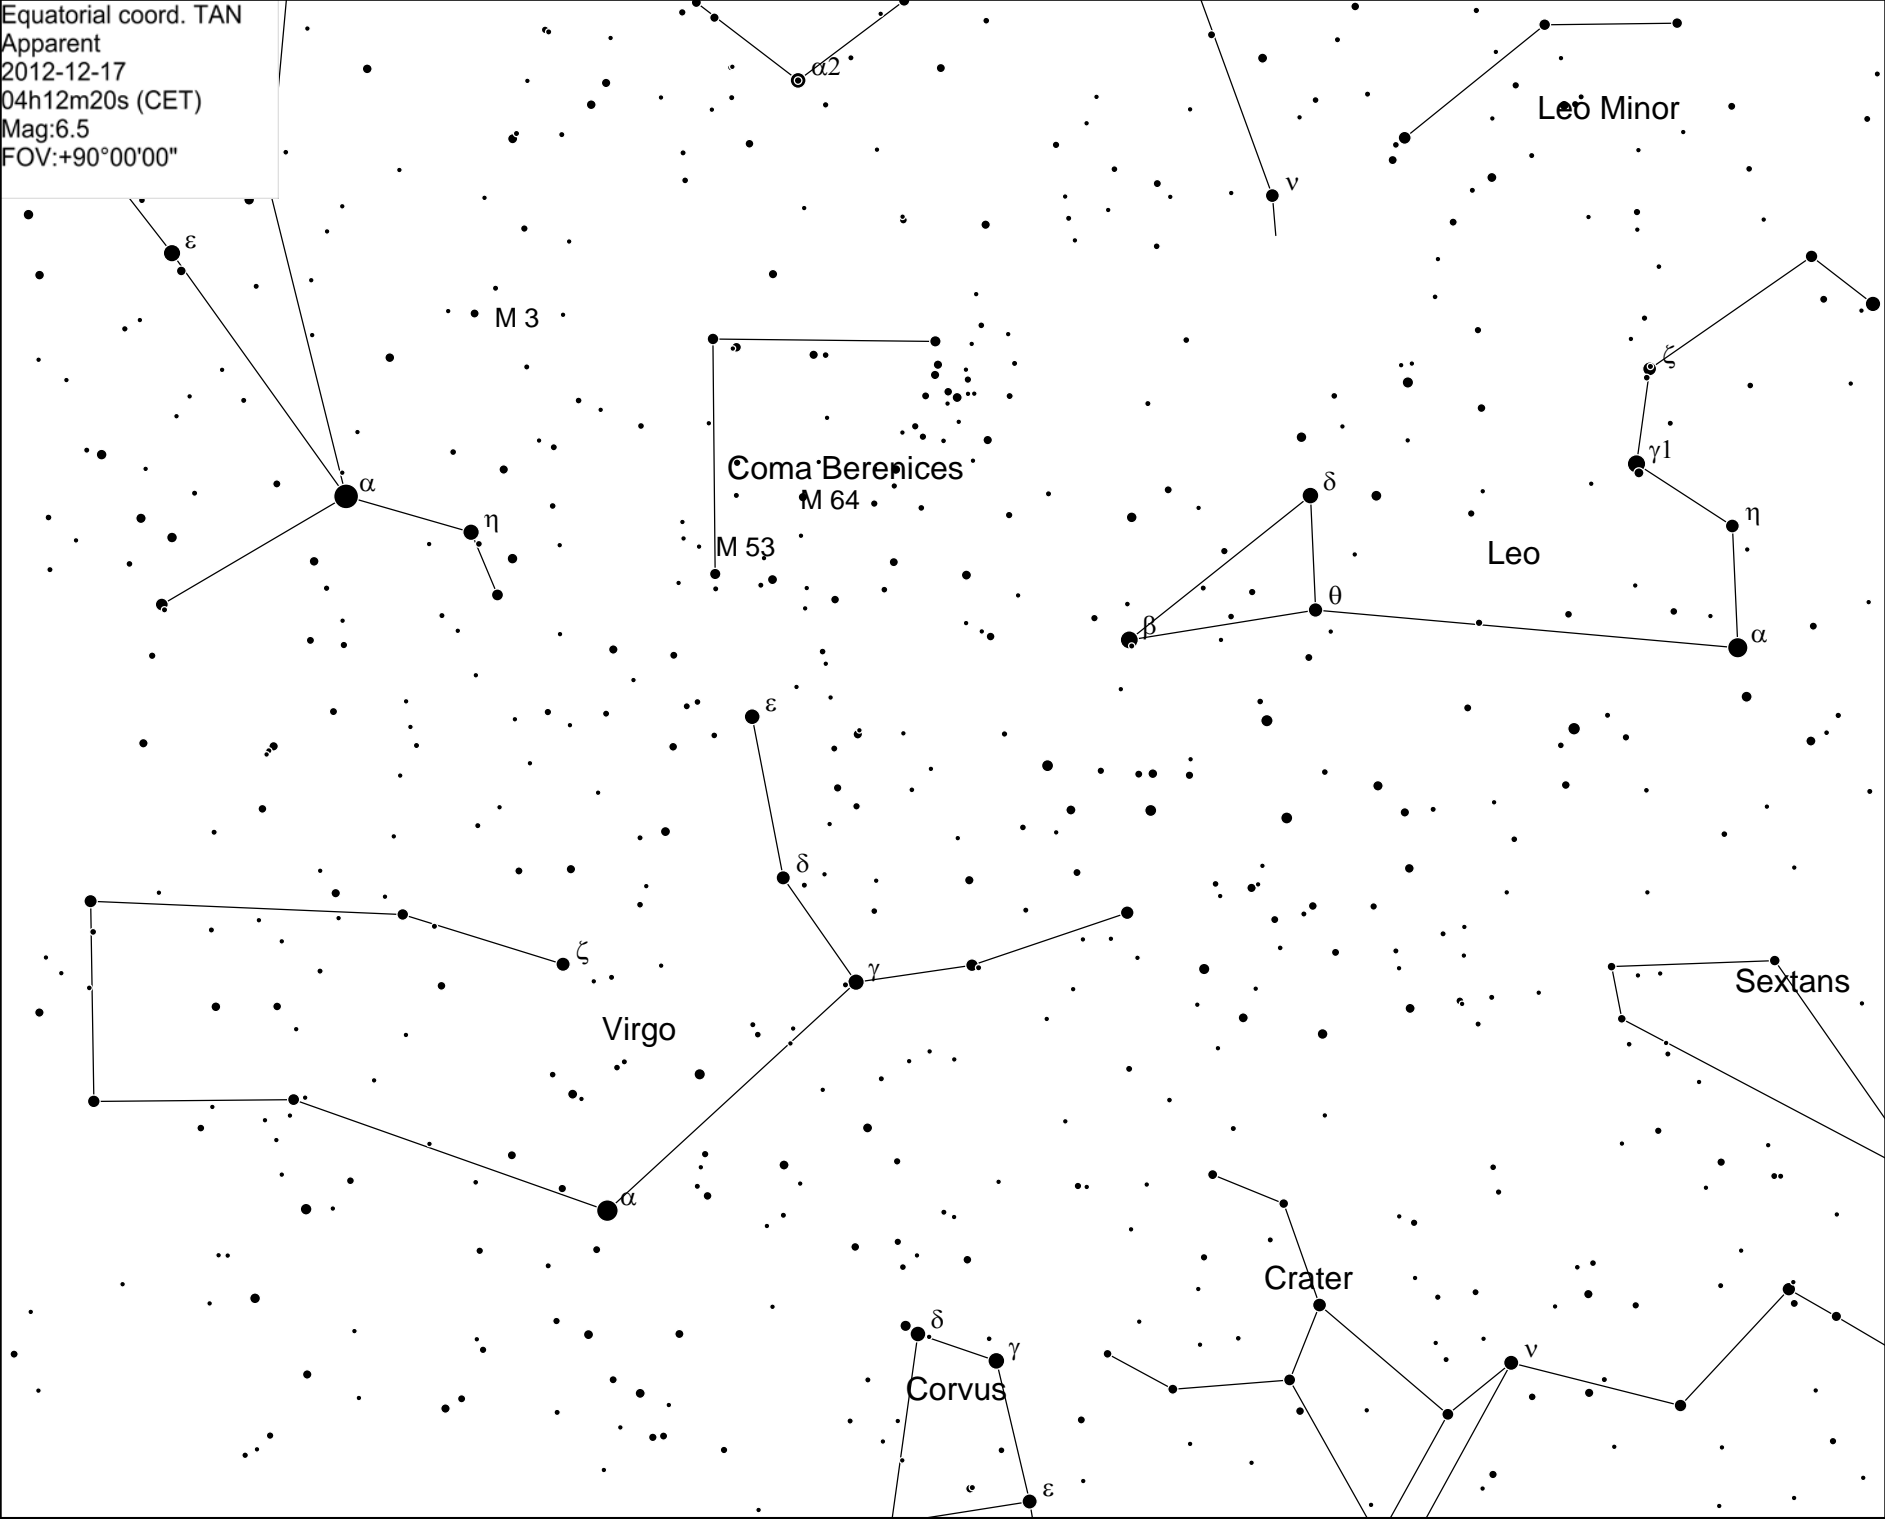 Equatorial coord. TAN
Apparent
2012-12-17
04h12m20s (CET)
Mag:6.5
FOV:+90°00'00"
α2
Leo Minor
ν
ε
M 3
ζ
γ1
α
Coma Berenices
M 64
δ
η
η
M 53
Leo
θ
β
α
ε
δ
ζ
γ
Sextans
Virgo
α
Crater
δ
γ
ν
Corvus
ε